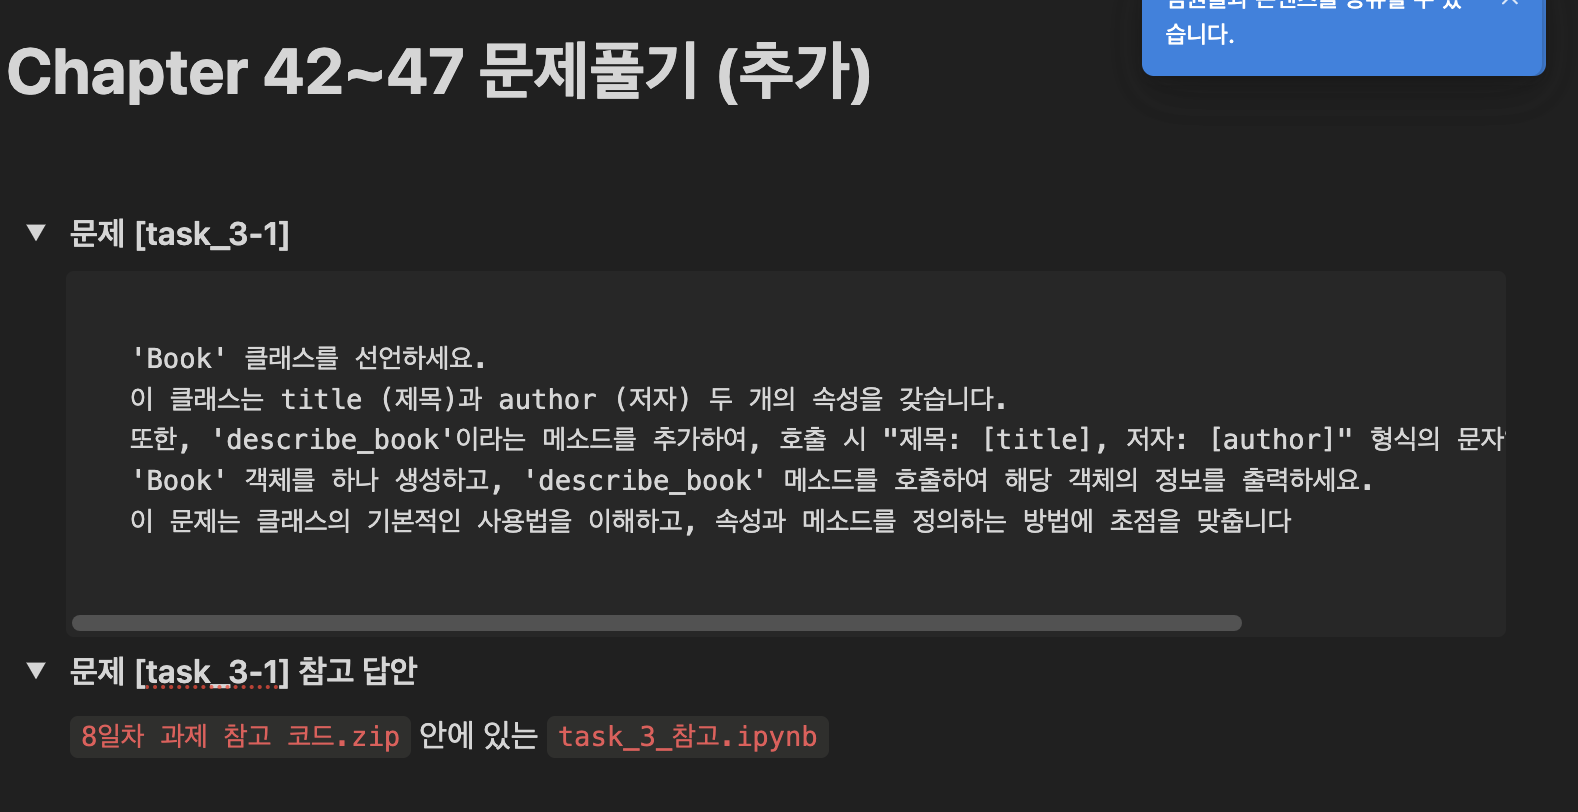 습니다.
Chapter 42~47 문제풀기 (추가)
▼ 문제 [task_3-1]
'Book' 클래스를 선언하세요.
이 클래스는 title (제목)과 author (저자) 두 개의 속성을 갖습니다.
또한, 'describe_book'이라는 메소드를 추가하여, 호출 시 "제목: [title], 저자: [author]" 형식의 문자
'Book' 객체를 하나 생성하고, 'describe_book' 메소드를 호출하여 해당 객체의 정보를 출력하세요.
이 문제는 클래스의 기본적인 사용법을 이해하고, 속성과 메소드를 정의하는 방법에 초점을 맞춥니다
▼ 문제 [task_3-1] 참고 답안
8일차 과제 참고 코드.zip 안에 있는 task_3_참고.ipynb